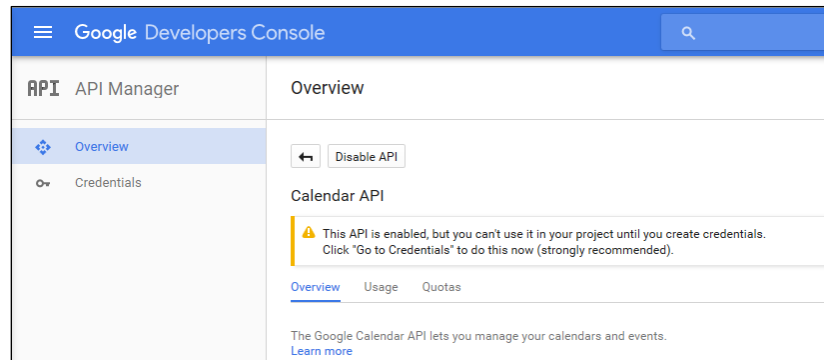 Google Developers Console
API API Manager
Overview
Overview
Credentials
Disable API
Calendar API
This API is enabled, but you can't use it in your project until you create credentials.
Click "Go to Credentials" to do this now (strongly recommended).
Overview Usage Quotas
The Google Calendar API lets you manage your calendars and events.
Learn more